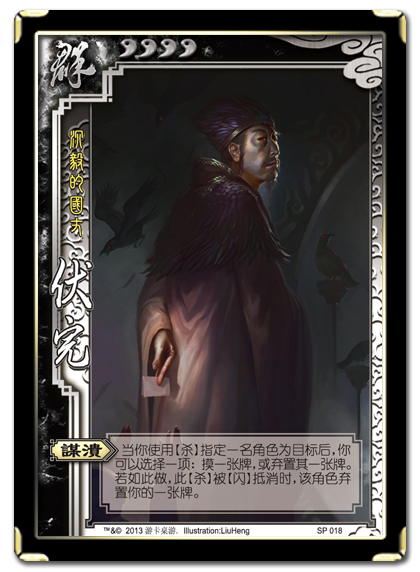 群
沉毅的國丈
伏完
謀潰
当你使用【杀】指定一名角色为目标后，你
可以选择一项：摸一张牌，或弃置其一张牌。
若如此做，此【杀】被【闪】抵消时，该角色弃
置你的一张牌。
™&© 2013 游卡桌游. Illustration:LiuHeng SP 018